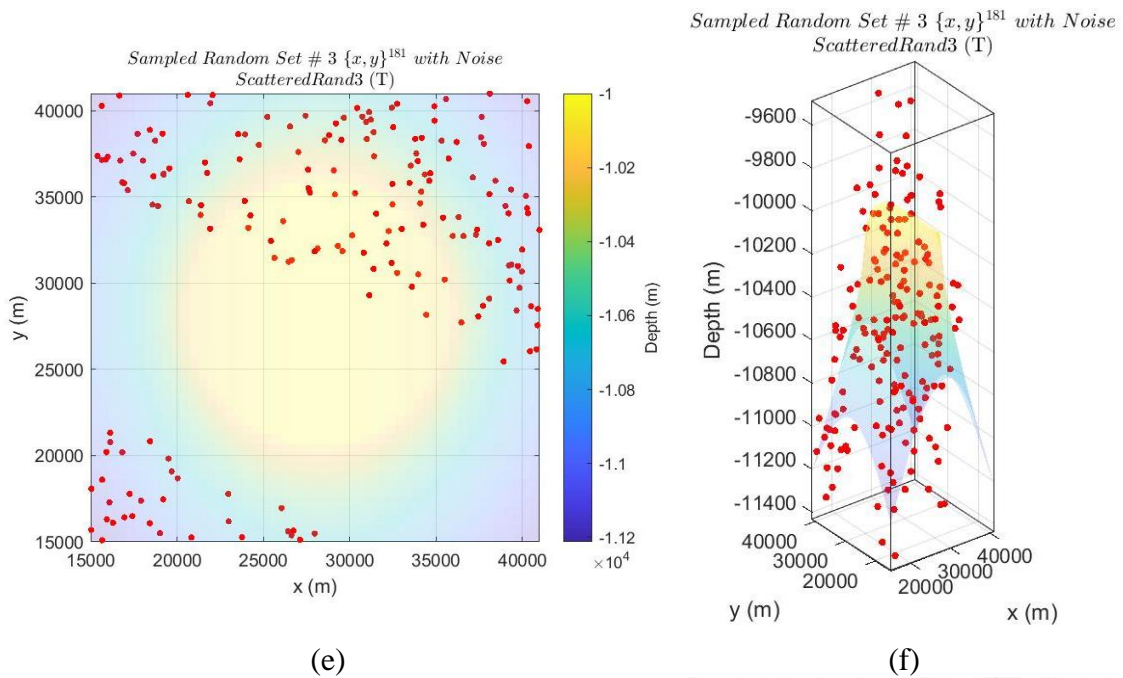 Sampled Random Set # 3 {x, y}¹⁸¹ with Noise
ScatteredRand3 (T)
40000
35000
30000
25000
20000
15000
y (m)
15000 20000 25000 30000 35000 40000
x (m)
-1
-1.02
-1.04
-1.06
-1.08
-1.1
-1.12
×10⁴
Depth (m)
(e)
Sampled Random Set # 3 {x, y}¹⁸¹ with Noise
ScatteredRand3 (T)
-9600
-9800
-10000
-10200
-10400
-10600
-10800
-11000
-11200
-11400
Depth (m)
40000
30000
20000
y (m)
20000
30000
40000
x (m)
(f)